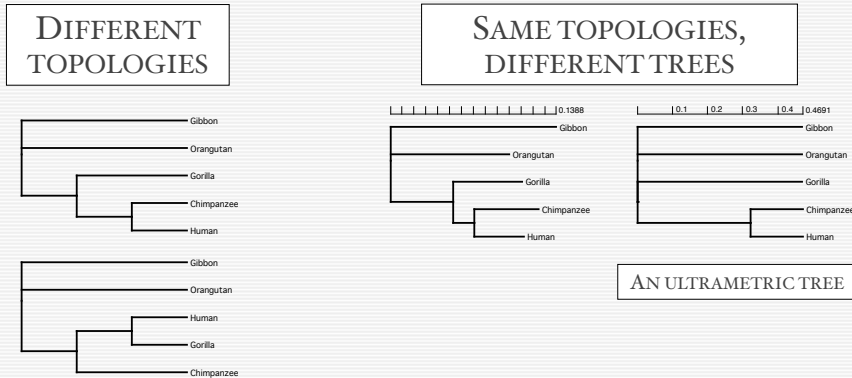 DIFFERENT
TOPOLOGIES
SAME TOPOLOGIES,
DIFFERENT TREES
Gibbon
Orangutan
Gorilla
Chimpanzee
Human
Gibbon
Orangutan
Human
Gorilla
Chimpanzee
0.1388
Gibbon
Orangutan
Gorilla
Chimpanzee
Human
0.1 0.2 0.3 0.4 0.4691
Gibbon
Orangutan
Gorilla
Chimpanzee
Human
AN ULTRAMETRIC TREE